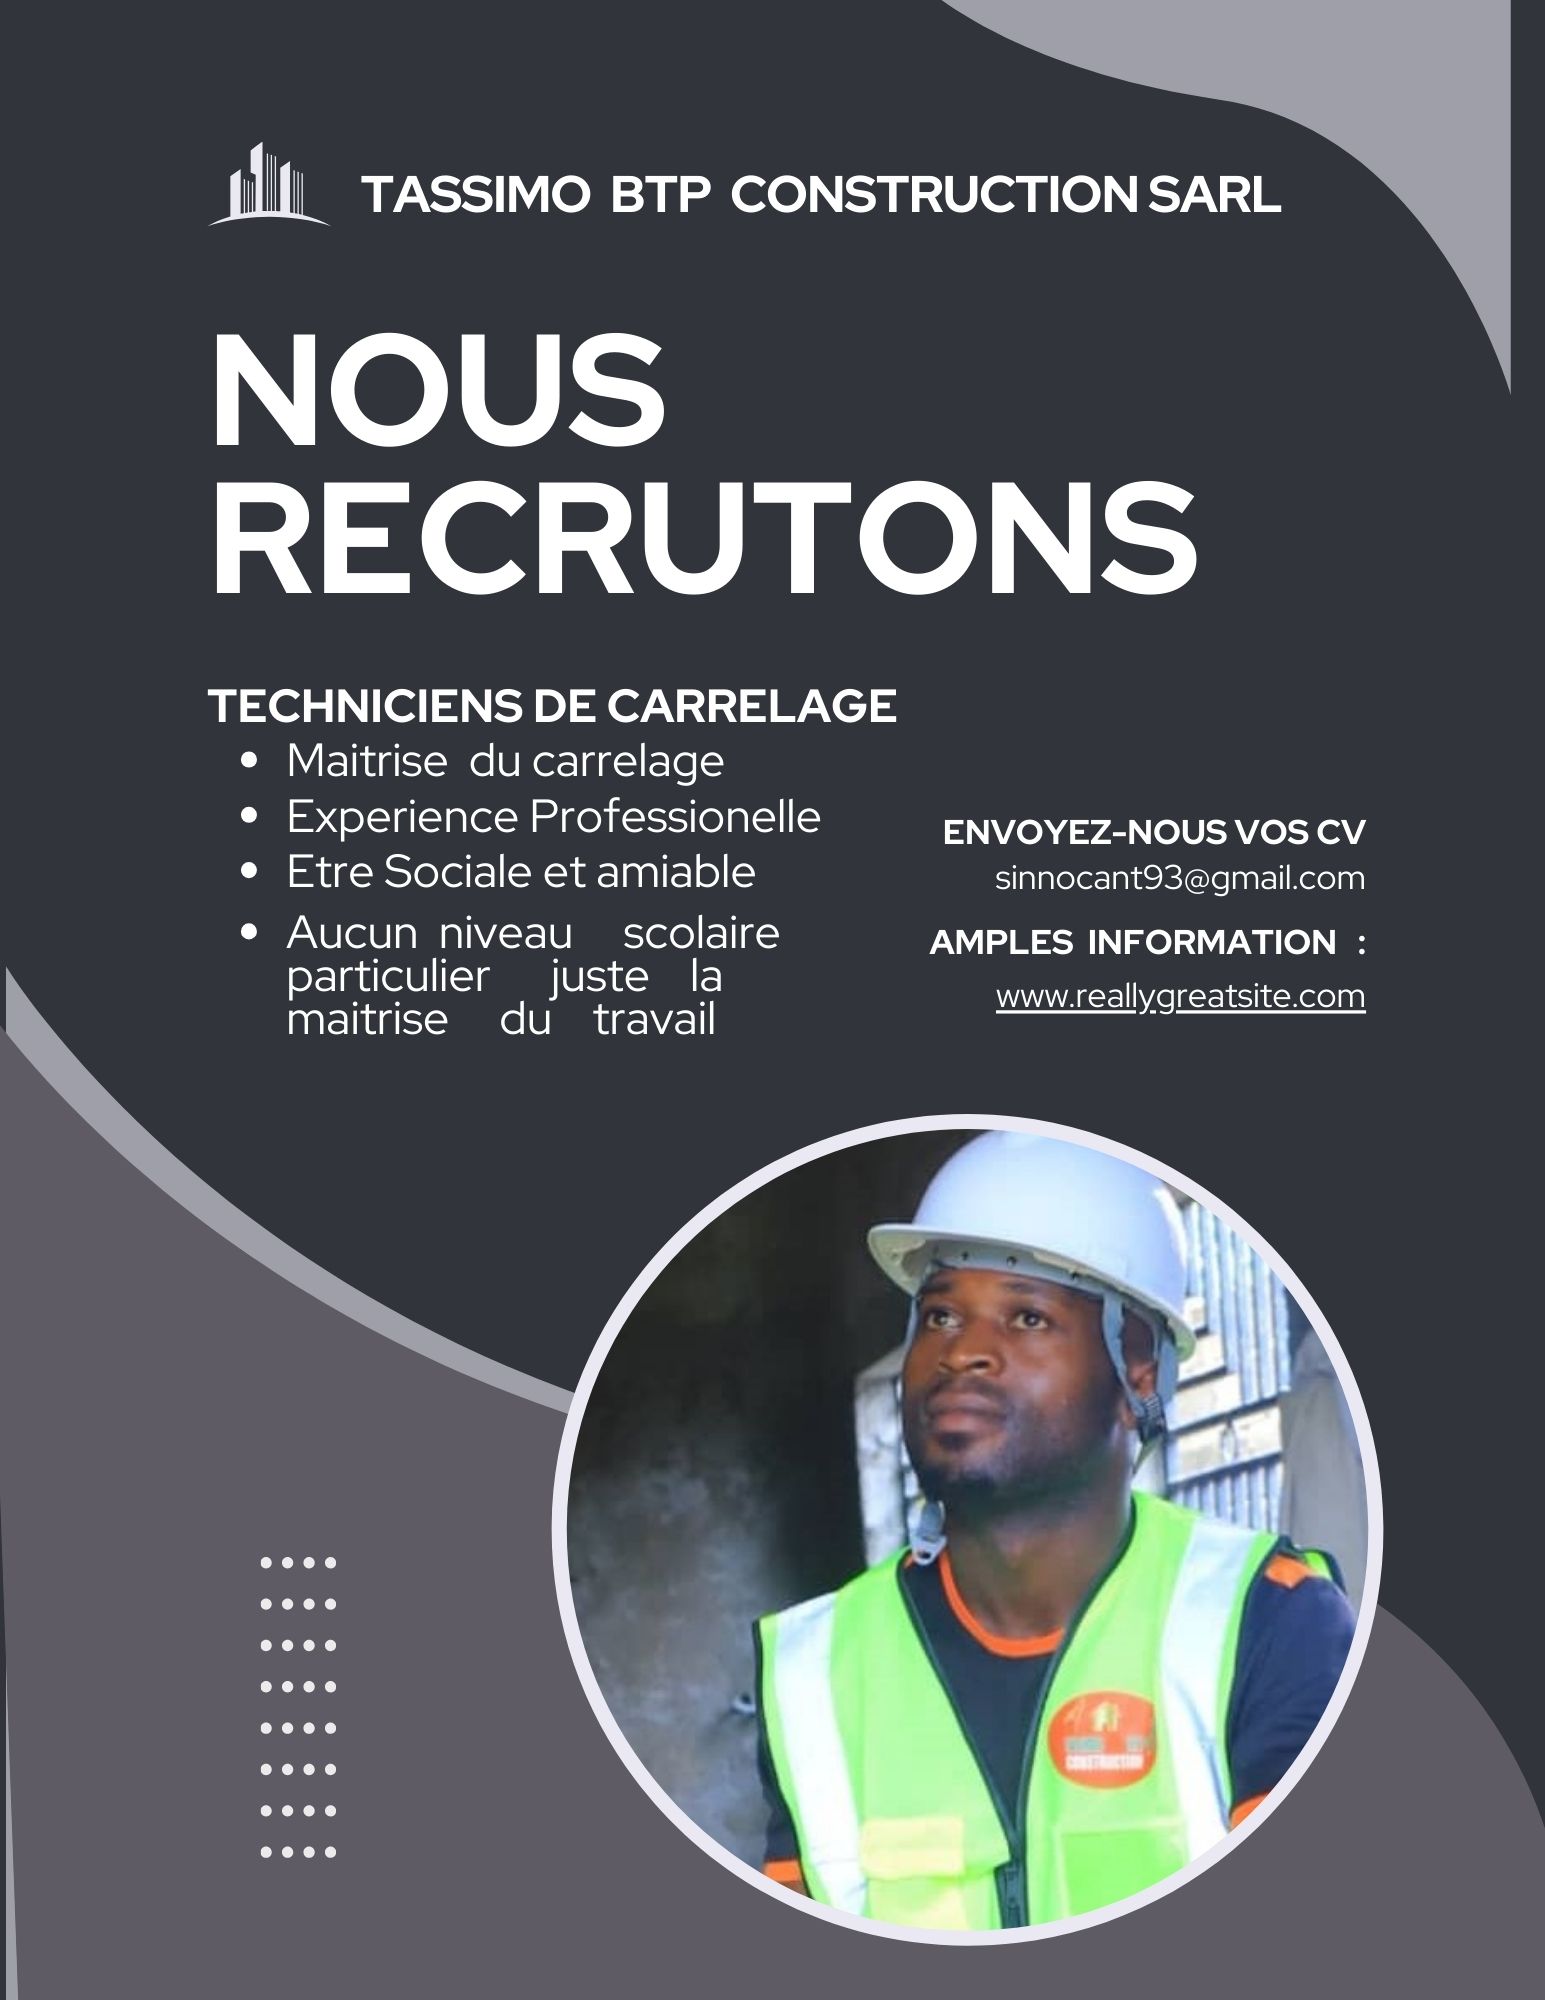 TASSIMO BTP CONSTRUCTION SARL
NOUS
RECRUTONS
TECHNICIENS DE CARRELAGE
• Maitrise du carrelage
• Experience Professionelle
• Etre Sociale et amiable
• Aucun niveau scolaire
particulier juste la
maitrise du travail
ENVOYEZ-NOUS VOS CV
sinnocant93@gmail.com
AMPLES INFORMATION :
www.reallygreatsite.com
CONSTRUCTION